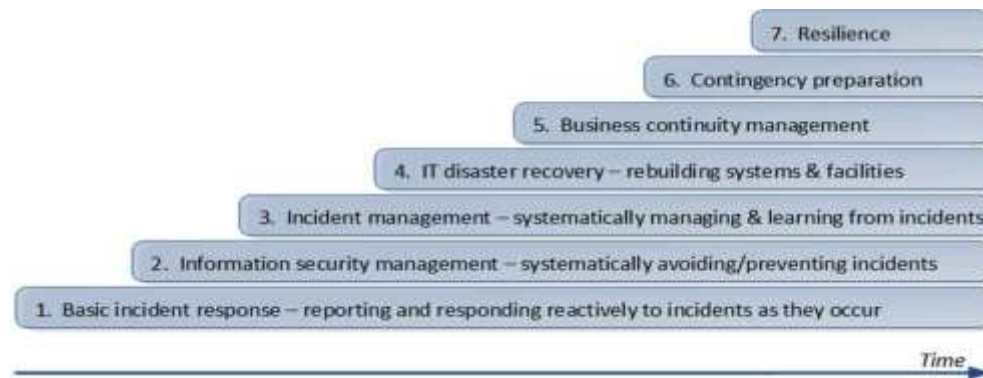 7. Resilience
6. Contingency preparation
5. Business continuity management
4. IT disaster recovery – rebuilding systems & facilities
3. Incident management – systematically managing & learning from incidents
2. Information security management – systematically avoiding/preventing incidents
1. Basic incident response – reporting and responding reactively to incidents as they occur
Time